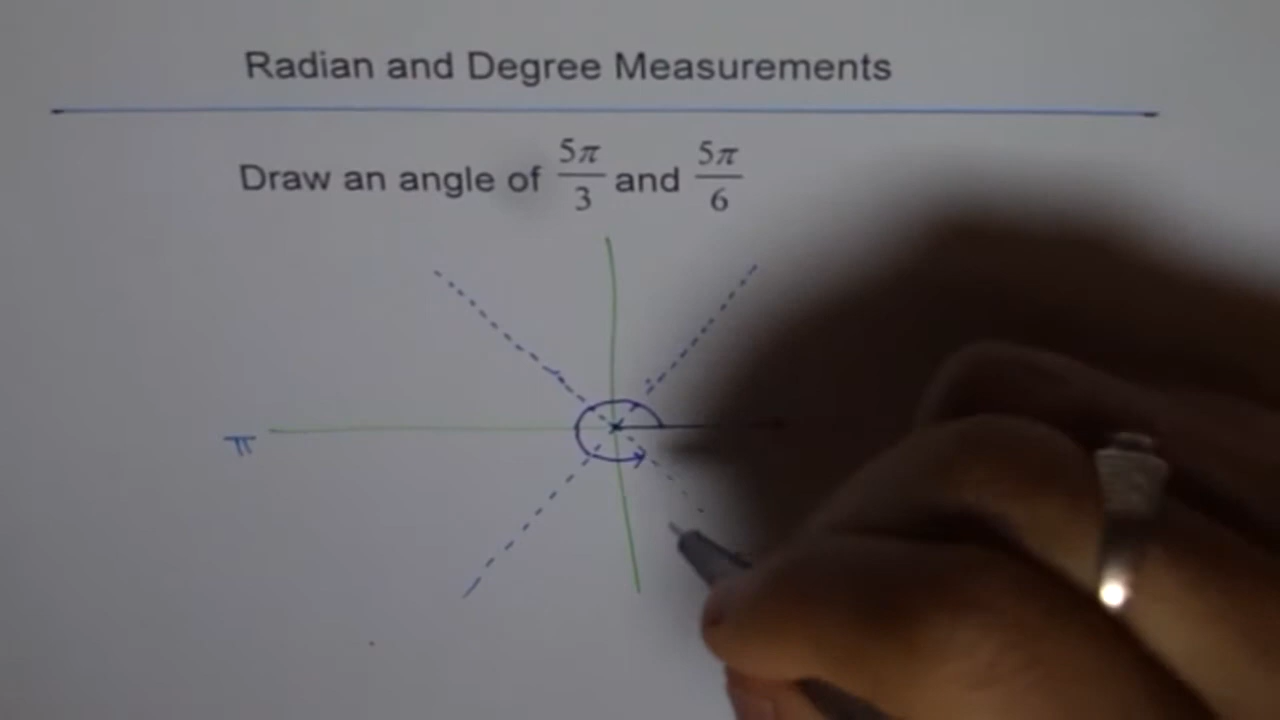 Radian and Degree Measurements
Draw an angle of 5π/3 and 5π/6
π